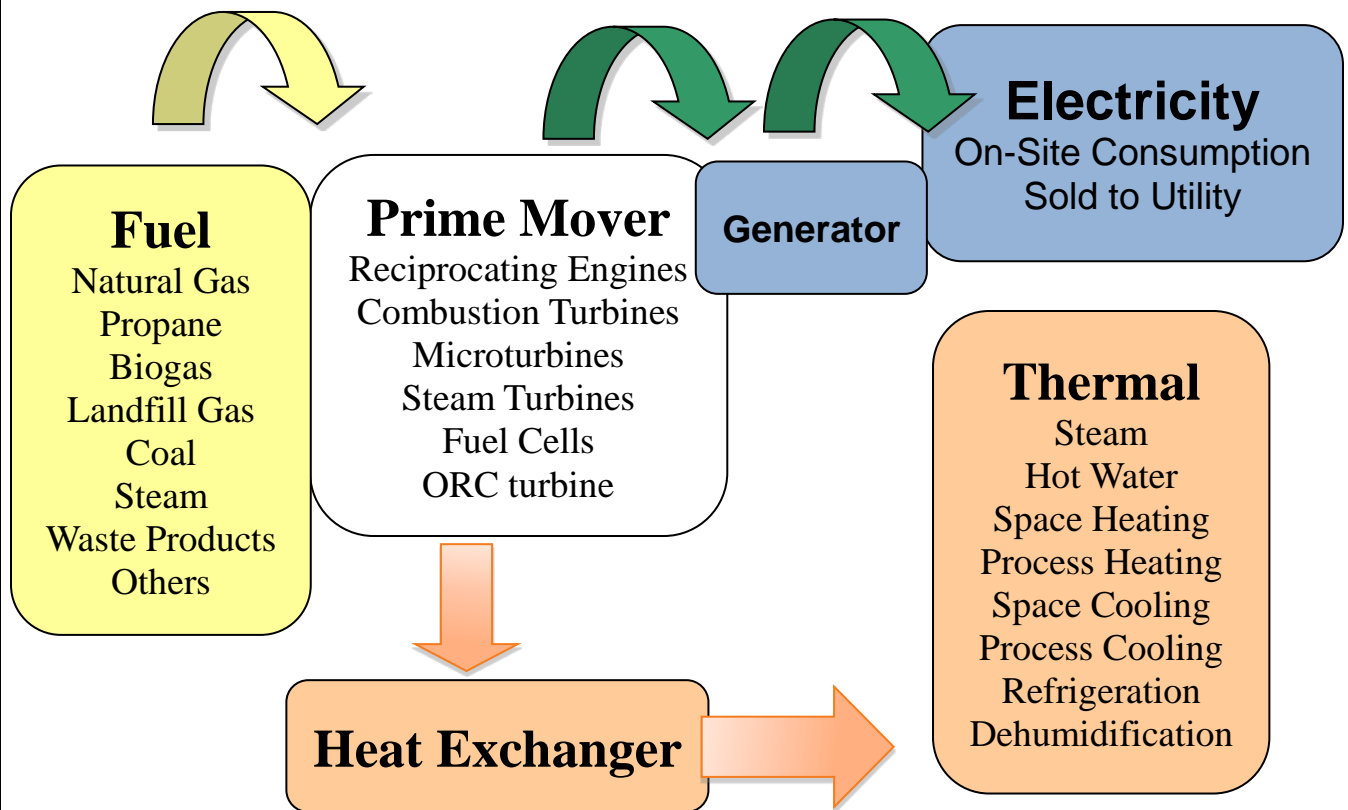 Fuel
Natural Gas
Propane
Biogas
Landfill Gas
Coal
Steam
Waste Products
Others
Prime Mover
Reciprocating Engines
Combustion Turbines
Microturbines
Steam Turbines
Fuel Cells
ORC turbine
Generator
Electricity
On-Site Consumption
Sold to Utility
Heat Exchanger
Thermal
Steam
Hot Water
Space Heating
Process Heating
Space Cooling
Process Cooling
Refrigeration
Dehumidification